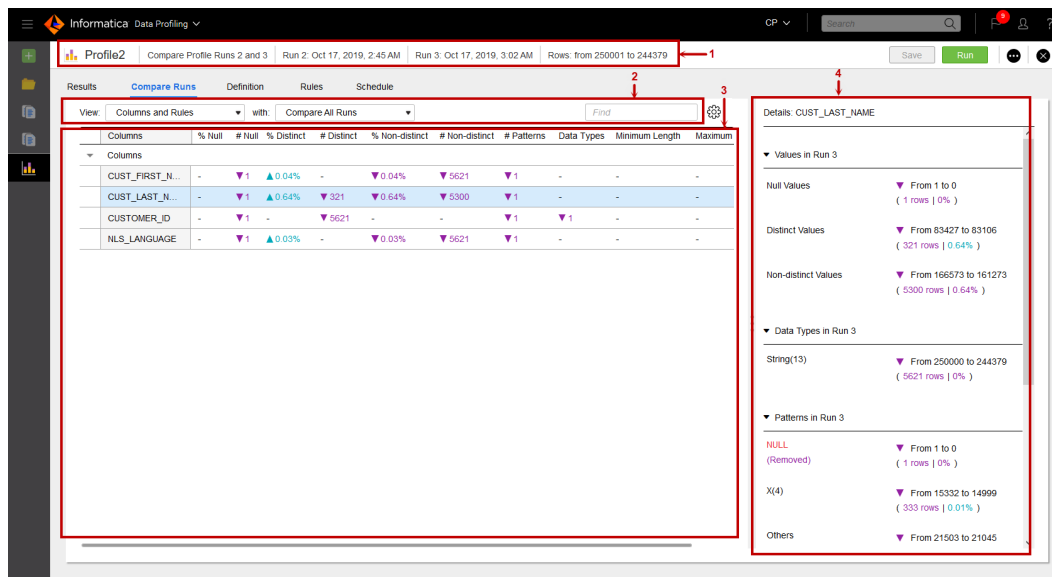 Informatica Data Profiling
CP
Search
9
?
Profile2 Compare Profile Runs 2 and 3 Run 2: Oct 17, 2019, 2:45 AM Run 3: Oct 17, 2019, 3:02 AM Rows: from 250001 to 244379
1
Save Run
Results Compare Runs Definition Rules Schedule
2
3
4
View: Columns and Rules with: Compare All Runs Find
Columns % Null # Null % Distinct # Distinct % Non-distinct # Non-distinct # Patterns Data Types Minimum Length Maximum
Columns
CUST_FIRST_N... - ▼1 ▲0.04% - ▼0.04% ▼5621 ▼1 - - -
CUST_LAST_N... - ▼1 ▲0.64% ▼321 ▼0.64% ▼5300 ▼1 - - -
CUSTOMER_ID - ▼1 - ▼5621 - - ▼1 ▼1 - -
NLS_LANGUAGE - ▼1 ▲0.03% - ▼0.03% ▼5621 ▼1 - - -
Details: CUST_LAST_NAME
▼ Values in Run 3
Null Values ▼ From 1 to 0
( 1 rows | 0% )
Distinct Values ▼ From 83427 to 83106
( 321 rows | 0.64% )
Non-distinct Values ▼ From 166573 to 161273
( 5300 rows | 0.64% )
▼ Data Types in Run 3
String(13) ▼ From 250000 to 244379
( 5621 rows | 0% )
▼ Patterns in Run 3
NULL ▼ From 1 to 0
(Removed) ( 1 rows | 0% )
X(4) ▼ From 15332 to 14999
( 333 rows | 0.01% )
Others ▼ From 21503 to 21045